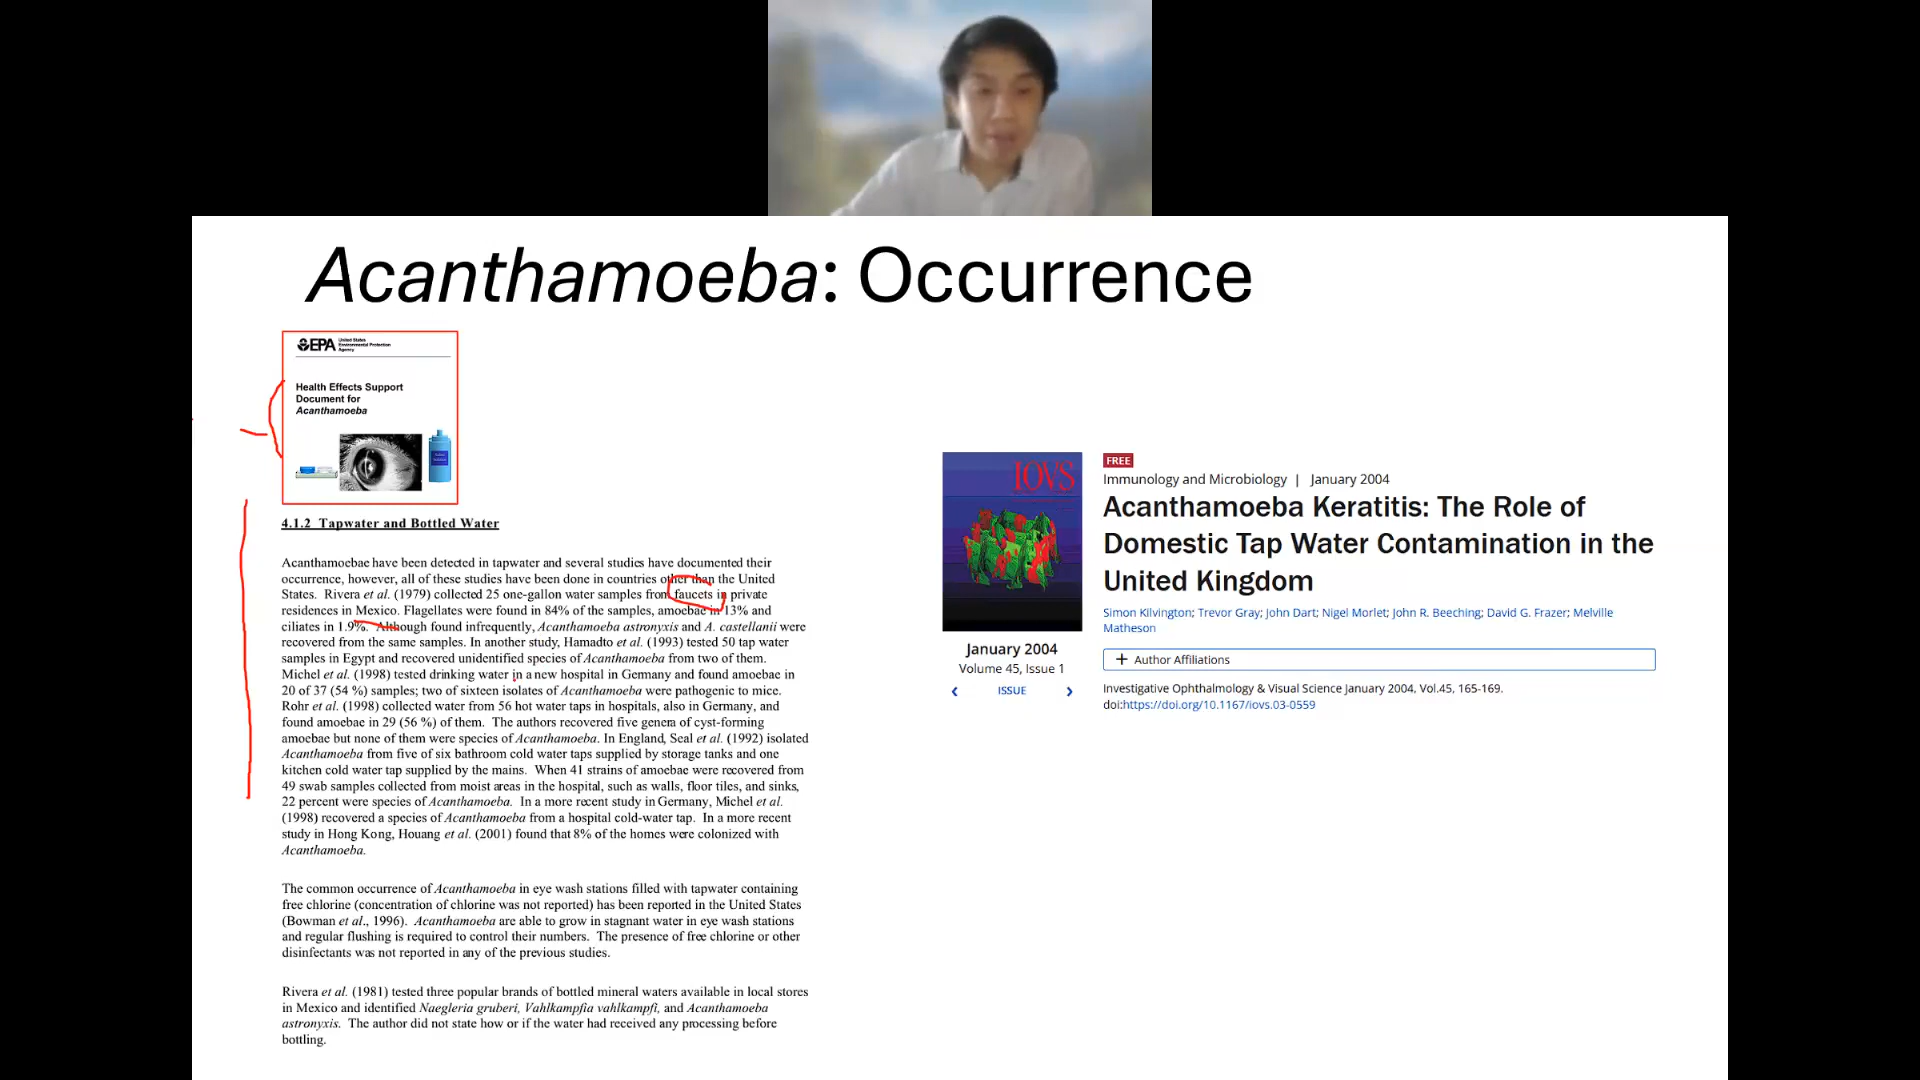 Acanthamoeba: Occurrence
EPA United States
Environmental Protection
Agency
Health Effects Support
Document for
Acanthamoeba
4.1.2 Tapwater and Bottled Water
Acanthamoebae have been detected in tapwater and several studies have documented their
occurrence, however, all of these studies have been done in countries other than the United
States. Rivera et al. (1979) collected 25 one-gallon water samples from faucets in private
residences in Mexico. Flagellates were found in 84% of the samples, amoebae in 13% and
ciliates in 1.9%. Although found infrequently, Acanthamoeba astronyxis and A. castellanii were
recovered from the same samples. In another study, Hamadto et al. (1993) tested 50 tap water
samples in Egypt and recovered unidentified species of Acanthamoeba from two of them.
Michel et al. (1998) tested drinking water in a new hospital in Germany and found amoebae in
20 of 37 (54 %) samples; two of sixteen isolates of Acanthamoeba were pathogenic to mice.
Rohr et al. (1998) collected water from 56 hot water taps in hospitals, also in Germany, and
found amoebae in 29 (56 %) of them. The authors recovered five genera of cyst-forming
amoebae but none of them were species of Acanthamoeba. In England, Seal et al. (1992) isolated
Acanthamoeba from five of six bathroom cold water taps supplied by storage tanks and one
kitchen cold water tap supplied by the mains. When 41 strains of amoebae were recovered from
49 swab samples collected from moist areas in the hospital, such as walls, floor tiles, and sinks,
22 percent were species of Acanthamoeba. In a more recent study in Germany, Michel et al.
(1998) recovered a species of Acanthamoeba from a hospital cold-water tap. In a more recent
study in Hong Kong, Houang et al. (2001) found that 8% of the homes were colonized with
Acanthamoeba.
The common occurrence of Acanthamoeba in eye wash stations filled with tapwater containing
free chlorine (concentration of chlorine was not reported) has been reported in the United States
(Bowman et al., 1996). Acanthamoeba are able to grow in stagnant water in eye wash stations
and regular flushing is required to control their numbers. The presence of free chlorine or other
disinfectants was not reported in any of the previous studies.
Rivera et al. (1981) tested three popular brands of bottled mineral waters available in local stores
in Mexico and identified Naegleria gruberi, Vahlkampfia vahlkampfi, and Acanthamoeba
astronyxis. The author did not state how or if the water had received any processing before
bottling.
IOVS
January 2004
Volume 45, Issue 1
‹ ISSUE ›
FREE
Immunology and Microbiology | January 2004
Acanthamoeba Keratitis: The Role of
Domestic Tap Water Contamination in the
United Kingdom
Simon Kilvington; Trevor Gray; John Dart; Nigel Morlet; John R. Beeching; David G. Frazer; Melville
Matheson
+ Author Affiliations
Investigative Ophthalmology & Visual Science January 2004, Vol.45, 165-169.
doi:https://doi.org/10.1167/iovs.03-0559